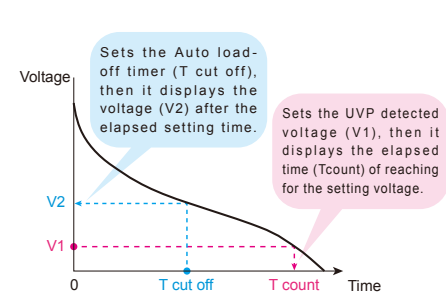 Sets the Auto load-
off timer (T cut off),
then it displays the
voltage (V2) after the
elapsed setting time.
Voltage
Sets the UVP detected
voltage (V1), then it
displays the elapsed
time (Tcount) of reaching
for the setting voltage.
V2
V1
0
T cut off
T count
Time